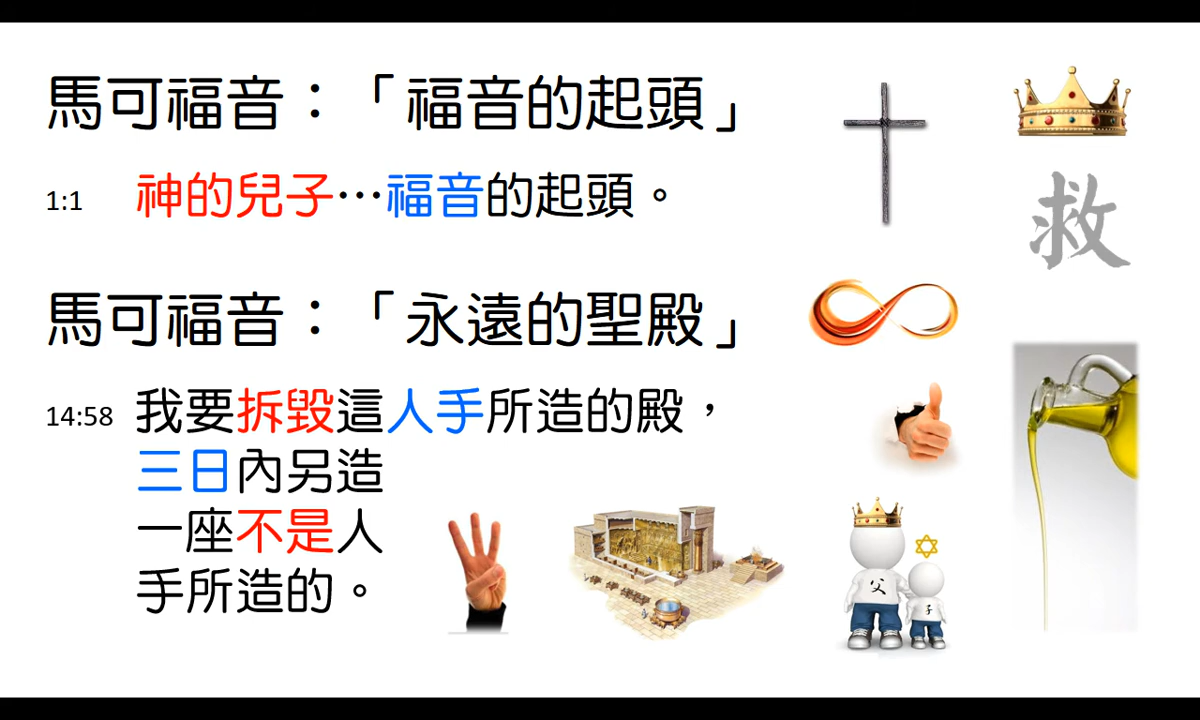 馬可福音：「福音的起頭」
1:1 神的兒子…福音的起頭。
救
馬可福音：「永遠的聖殿」
14:58 我要拆毀這人手所造的殿，
三日內另造
一座不是人
手所造的。
父
子